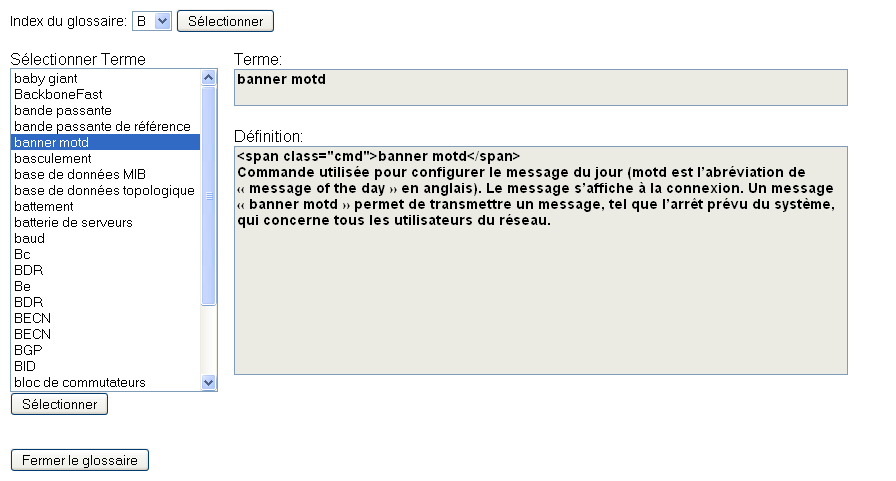 Index du glossaire: B Sélectionner
Sélectionner Terme
baby giant
BackboneFast
bande passante
bande passante de référence
banner motd
basculement
base de données MIB
base de données topologique
battement
batterie de serveurs
baud
Bc
BDR
Be
BDR
BECN
BECN
BGP
BID
bloc de commutateurs
Sélectionner
Terme:
banner motd
Définition:
<span class="cmd">banner motd</span>
Commande utilisée pour configurer le message du jour (motd est l’abréviation de
‹‹ message of the day ›› en anglais). Le message s’affiche à la connexion. Un message
‹‹ banner motd ›› permet de transmettre un message, tel que l’arrêt prévu du système,
qui concerne tous les utilisateurs du réseau.
Fermer le glossaire